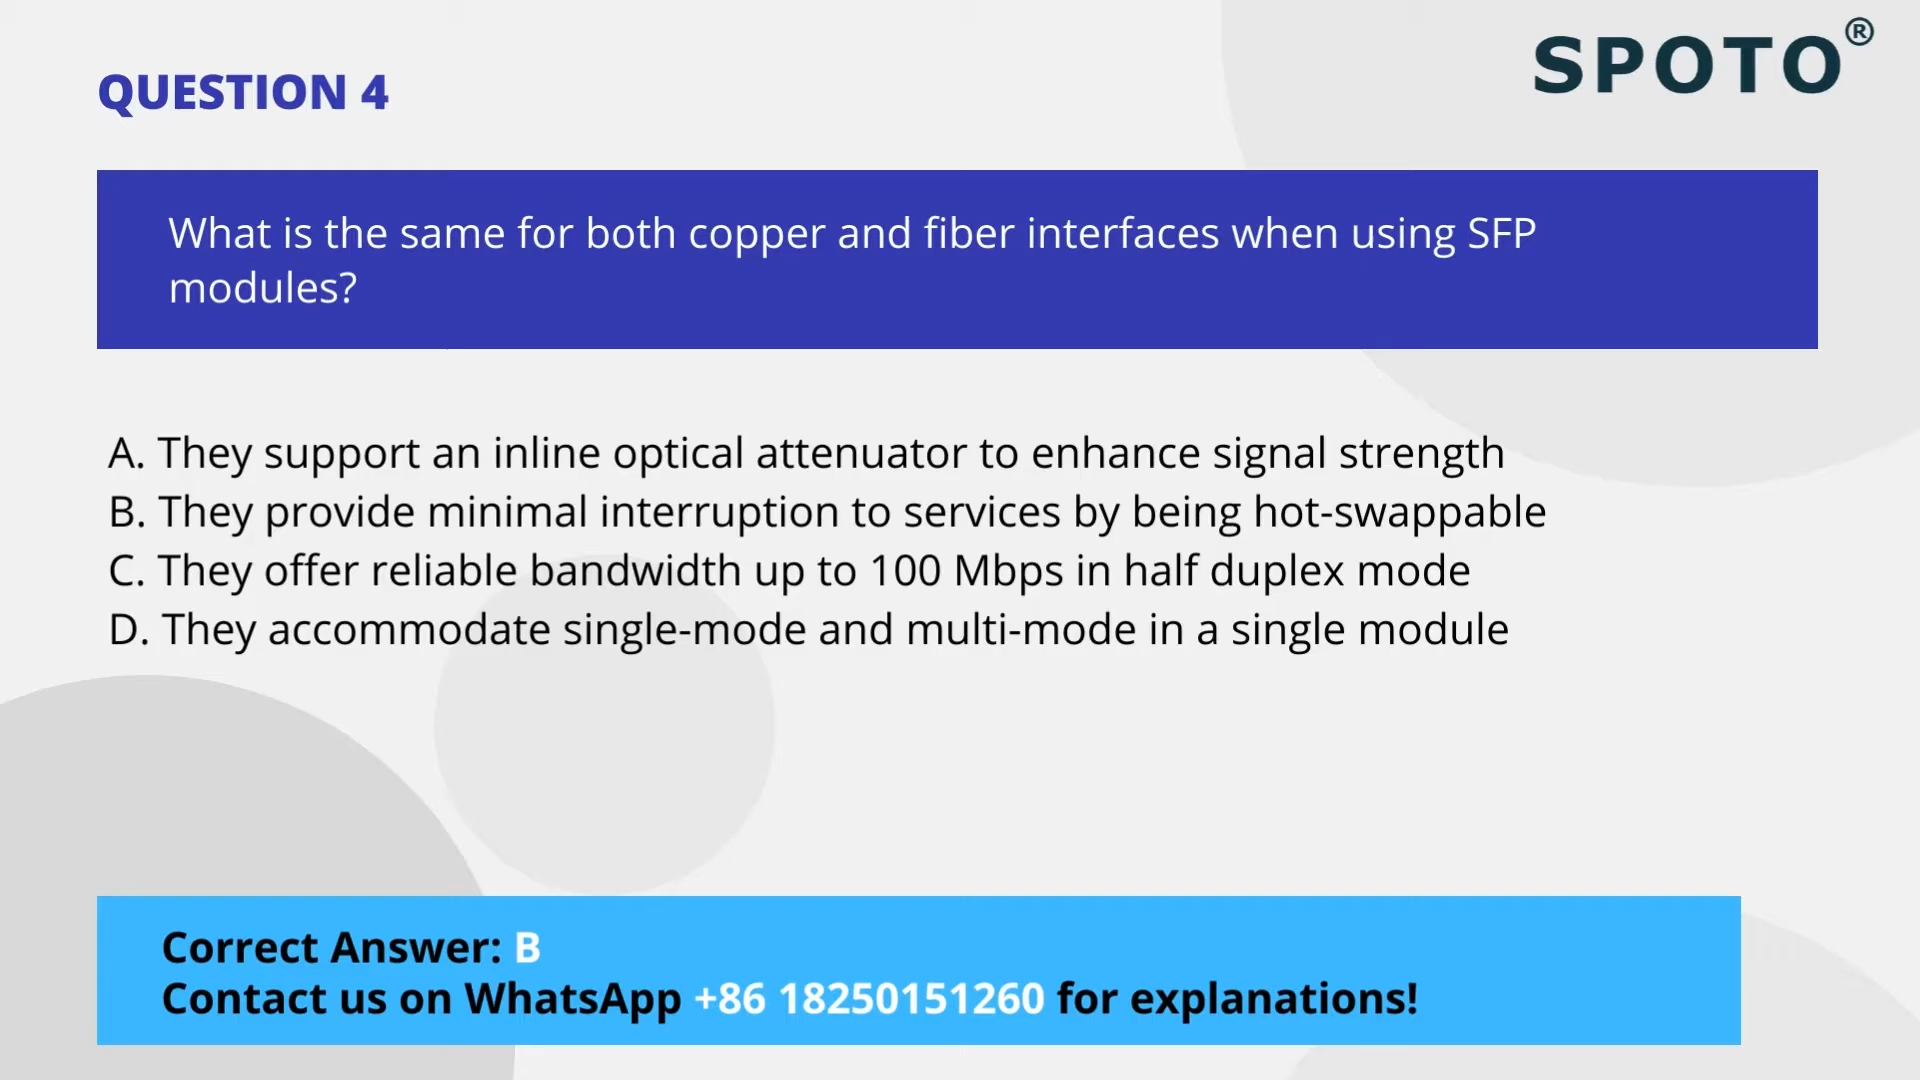 SPOTO®
QUESTION 4
What is the same for both copper and fiber interfaces when using SFP
modules?
A. They support an inline optical attenuator to enhance signal strength
B. They provide minimal interruption to services by being hot-swappable
C. They offer reliable bandwidth up to 100 Mbps in half duplex mode
D. They accommodate single-mode and multi-mode in a single module
Correct Answer: B
Contact us on WhatsApp +86 18250151260 for explanations!